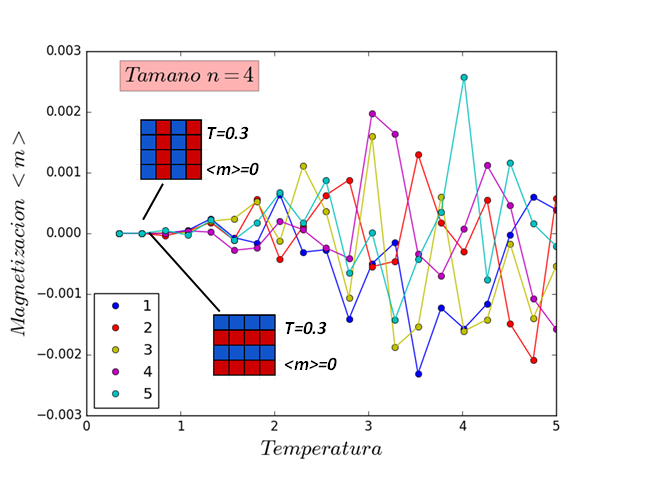 0.003
0.002
0.001
0.000
−0.001
−0.002
−0.003
Magnetizacion < m >
Tamano n = 4
T=0.3
<m>=0
T=0.3
<m>=0
1
2
3
4
5
0 1 2 3 4 5
Temperatura